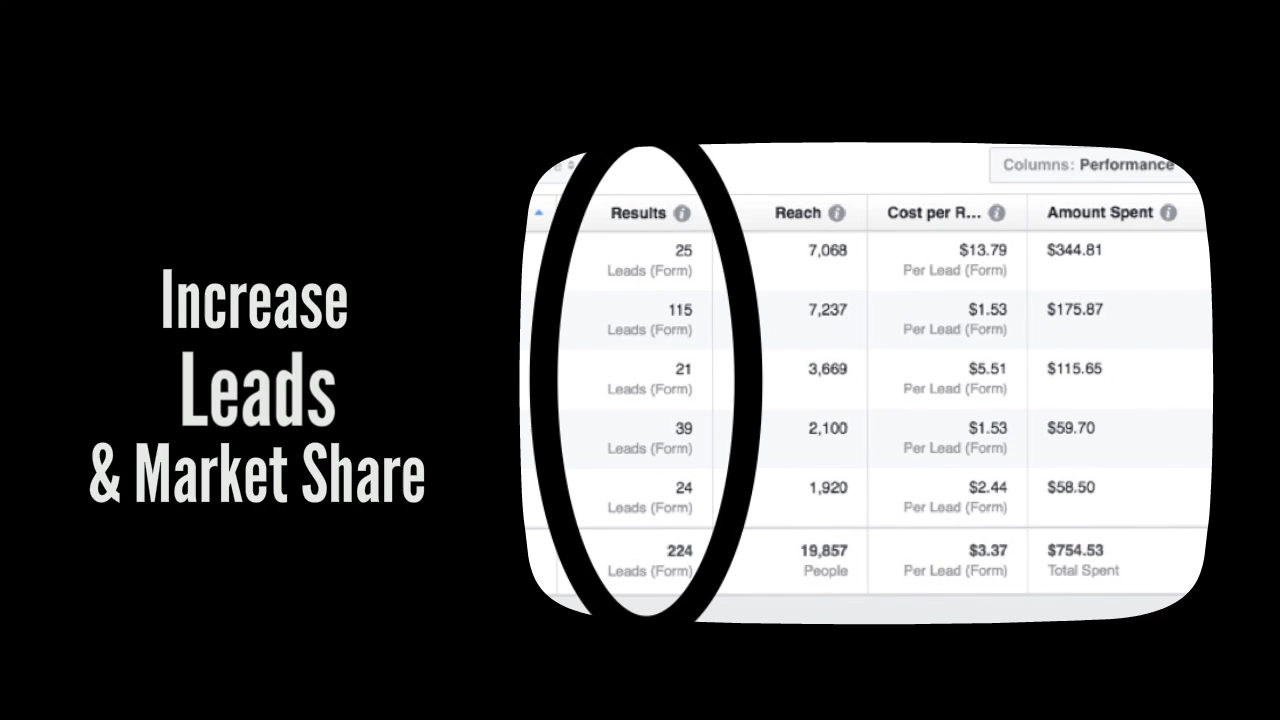 Increase
Leads
& Market Share
Columns: Performance
Results Reach Cost per R... Amount Spent
25 7,068 $13.79 $344.81
Leads (Form) Per Lead (Form)
115 7,237 $1.53 $175.87
Leads (Form) Per Lead (Form)
21 3,669 $5.51 $115.65
Leads (Form) Per Lead (Form)
39 2,100 $1.53 $59.70
Leads (Form) Per Lead (Form)
24 1,920 $2.44 $58.50
Leads (Form) Per Lead (Form)
224 19,857 $3.37 $754.53
Leads (Form) People Per Lead (Form) Total Spent